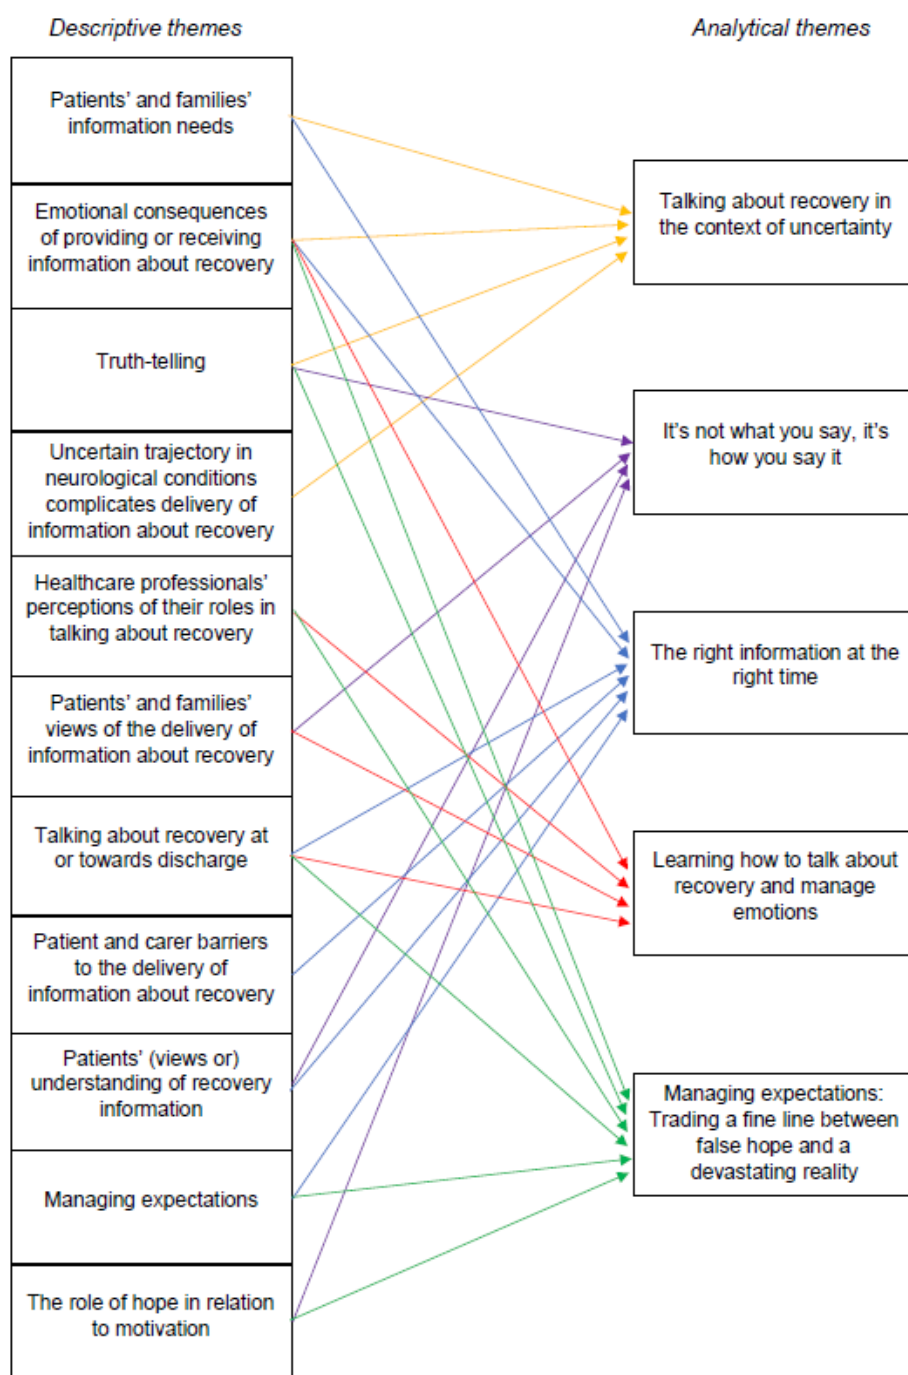 Descriptive themes
Analytical themes
Patients’ and families’
information needs
Emotional consequences
of providing or receiving
information about recovery
Truth-telling
Uncertain trajectory in
neurological conditions
complicates delivery of
information about recovery
Healthcare professionals’
perceptions of their roles in
talking about recovery
Patients’ and families’
views of the delivery of
information about recovery
Talking about recovery at
or towards discharge
Patient and carer barriers
to the delivery of
information about recovery
Patients’ (views or)
understanding of recovery
information
Managing expectations
The role of hope in relation
to motivation
Talking about recovery in
the context of uncertainty
It’s not what you say, it’s
how you say it
The right information at the
right time
Learning how to talk about
recovery and manage
emotions
Managing expectations:
Trading a fine line between
false hope and a
devastating reality